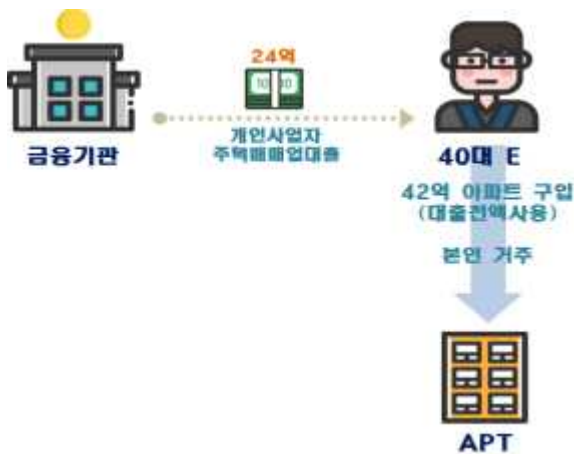 24억
금융기관
개인사업자
주택매매업대출
40대 E
42억 아파트 구입
(대출전액사용)
본인 거주
APT